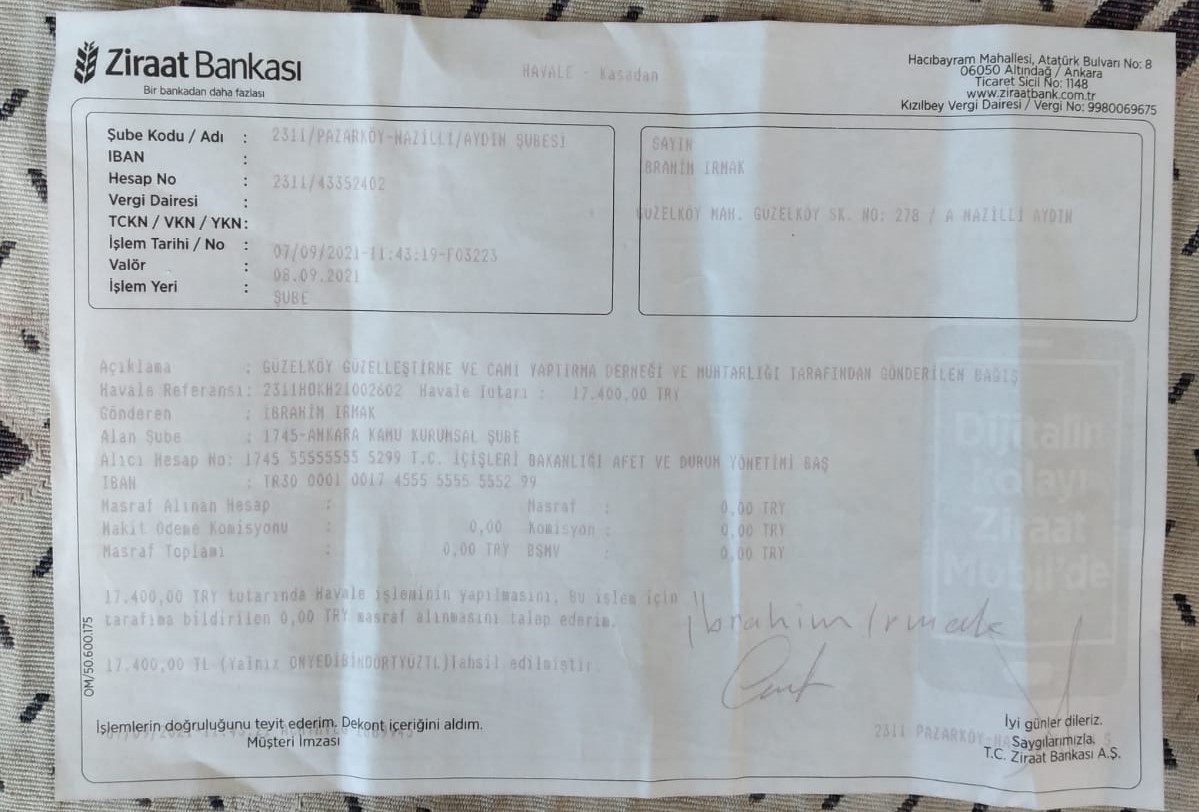 Ziraat Bankası
Bir bankadan daha fazlası
HAVALE - Kasadan
Hacıbayram Mahallesi, Atatürk Bulvarı No: 8
06050 Altındağ / Ankara
Ticaret Sicil No: 1148
www.ziraatbank.com.tr
Kızılbey Vergi Dairesi / Vergi No: 9980069675
Şube Kodu / Adı : 2311/PAZARKÖY-NAZİLLİ/AYDIN ŞUBESİ
IBAN :
Hesap No : 2311/43352402
Vergi Dairesi :
TCKN / VKN / YKN:
İşlem Tarihi / No : 07/09/2021-11:43:19-F03223
Valör : 08.09.2021
İşlem Yeri : ŞUBE
SAYIN
İBRAHİM IRMAK
GÜZELKÖY MAH. GÜZELKÖY SK. NO: 278 / A NAZİLLİ AYDIN
Açıklama : GÜZELKÖY GÜZELLEŞTİRME VE CAMİ YAPTIRMA DERNEĞİ VE MUHTARLIĞI TARAFINDAN GÖNDERİLEN BAĞIŞ
Havale Referansı: 2311HOKH21002602 Havale Tutarı : 17.400,00 TRY
Gönderen : İBRAHİM IRMAK
Alan Şube : 1745-ANKARA KAMU KURUMSAL ŞUBE
Alıcı Hesap No: 1745 55555555 5299 T.C. İÇİŞLERİ BAKANLIĞI AFET VE DURUM YÖNETİMİ BAŞ
IBAN : TR30 0001 0017 4555 5555 5552 99
Masraf Alınan Hesap : Masraf : 0,00 TRY
Nakit Ödeme Komisyonu : 0,00 Komisyon : 0,00 TRY
Masraf Toplamı : 0,00 TRY BSMV : 0,00 TRY
17.400,00 TRY tutarında Havale işleminin yapılmasını, Bu işlem için
tarafıma bildirilen 0,00 TRY masraf alınmasını talep ederim.
17.400,00 TL (Yalnız ONYEDİBİNDÖRTYÜZTL)Tahsil edilmiştir.
İbrahim Irmak
Dijitalin
kolayı
Ziraat
Mobil'de
OM/50.600.175
İşlemlerin doğruluğunu teyit ederim. Dekont içeriğini aldım.
Müşteri İmzası
2311 PAZARKÖY-NA
İyi günler dileriz.
Saygılarımızla,
T.C. Ziraat Bankası A.Ş.